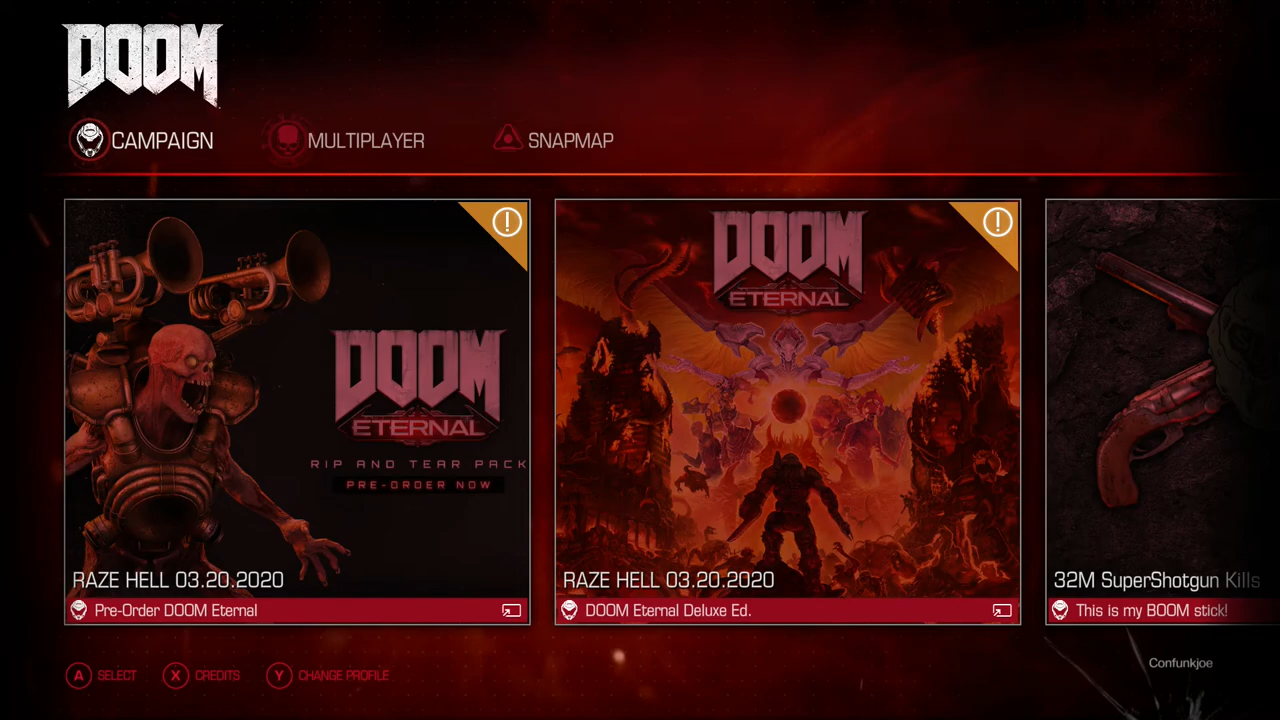 DOOM
CAMPAIGN MULTIPLAYER SNAPMAP
DOOM
ETERNAL
RIP AND TEAR PACK
PRE-ORDER NOW
RAZE HELL 03.20.2020
Pre-Order DOOM Eternal
DOOM
ETERNAL
RAZE HELL 03.20.2020
DOOM Eternal Deluxe Ed.
32M SuperShotgun Kills
This is my BOOM stick!
A SELECT X CREDITS Y CHANGE PROFILE
Confunkjoe